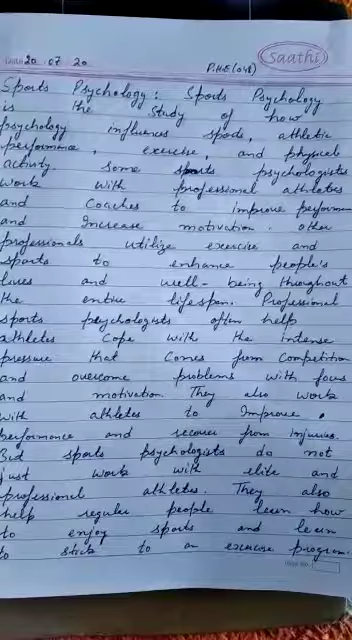 DATE 20 07 20
P.H.E (048)
Saathi
Sports Psychology : Sports Psychology
is the study of how
psychology influences spods, athletic
performance, exercise, and physical
activity. Some sports psychologists
work with professional athletes
and coaches to improve perform
and Increase motivation. other
professionals utilize exercise and
sports to enhance people's
lives and well-being throughout
the entire lifespan. Professional
sports psychologists often help
athletes cope with the Intense
pressure that comes from competition
and overcome problems with focus
and motivation. They also work
with athletes to Improve .
performance and recover from injuries.
But sports psychologists do not
just work with elite and
professional athletes. They also
help regular people learn how
to enjoy sports and learn
to stick to an exercise program.
PAGE NO.